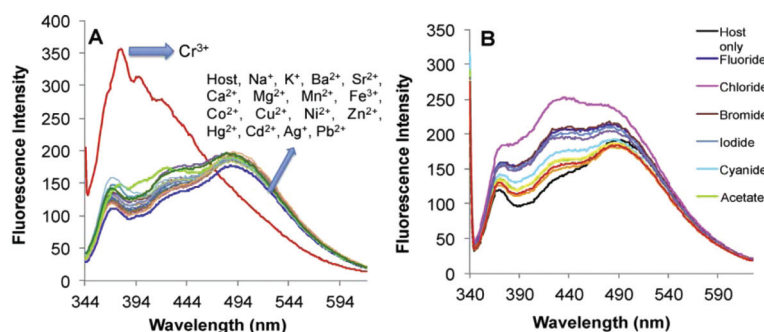 A
Cr³⁺
Host, Na⁺, K⁺, Ba²⁺, Sr²⁺,
Ca²⁺, Mg²⁺, Mn²⁺, Fe³⁺,
Co²⁺, Cu²⁺, Ni²⁺, Zn²⁺,
Hg²⁺, Cd²⁺, Ag⁺, Pb²⁺
Fluorescence Intensity
400
350
300
250
200
150
100
50
0
344 394 444 494 544 594
Wavelength (nm)
B
Fluorescence Intensity
350
300
250
200
150
100
50
0
340 390 440 490 540 590
Wavelength (nm)
Host
only
Fluoride
Chloride
Bromide
Iodide
Cyanide
Acetate